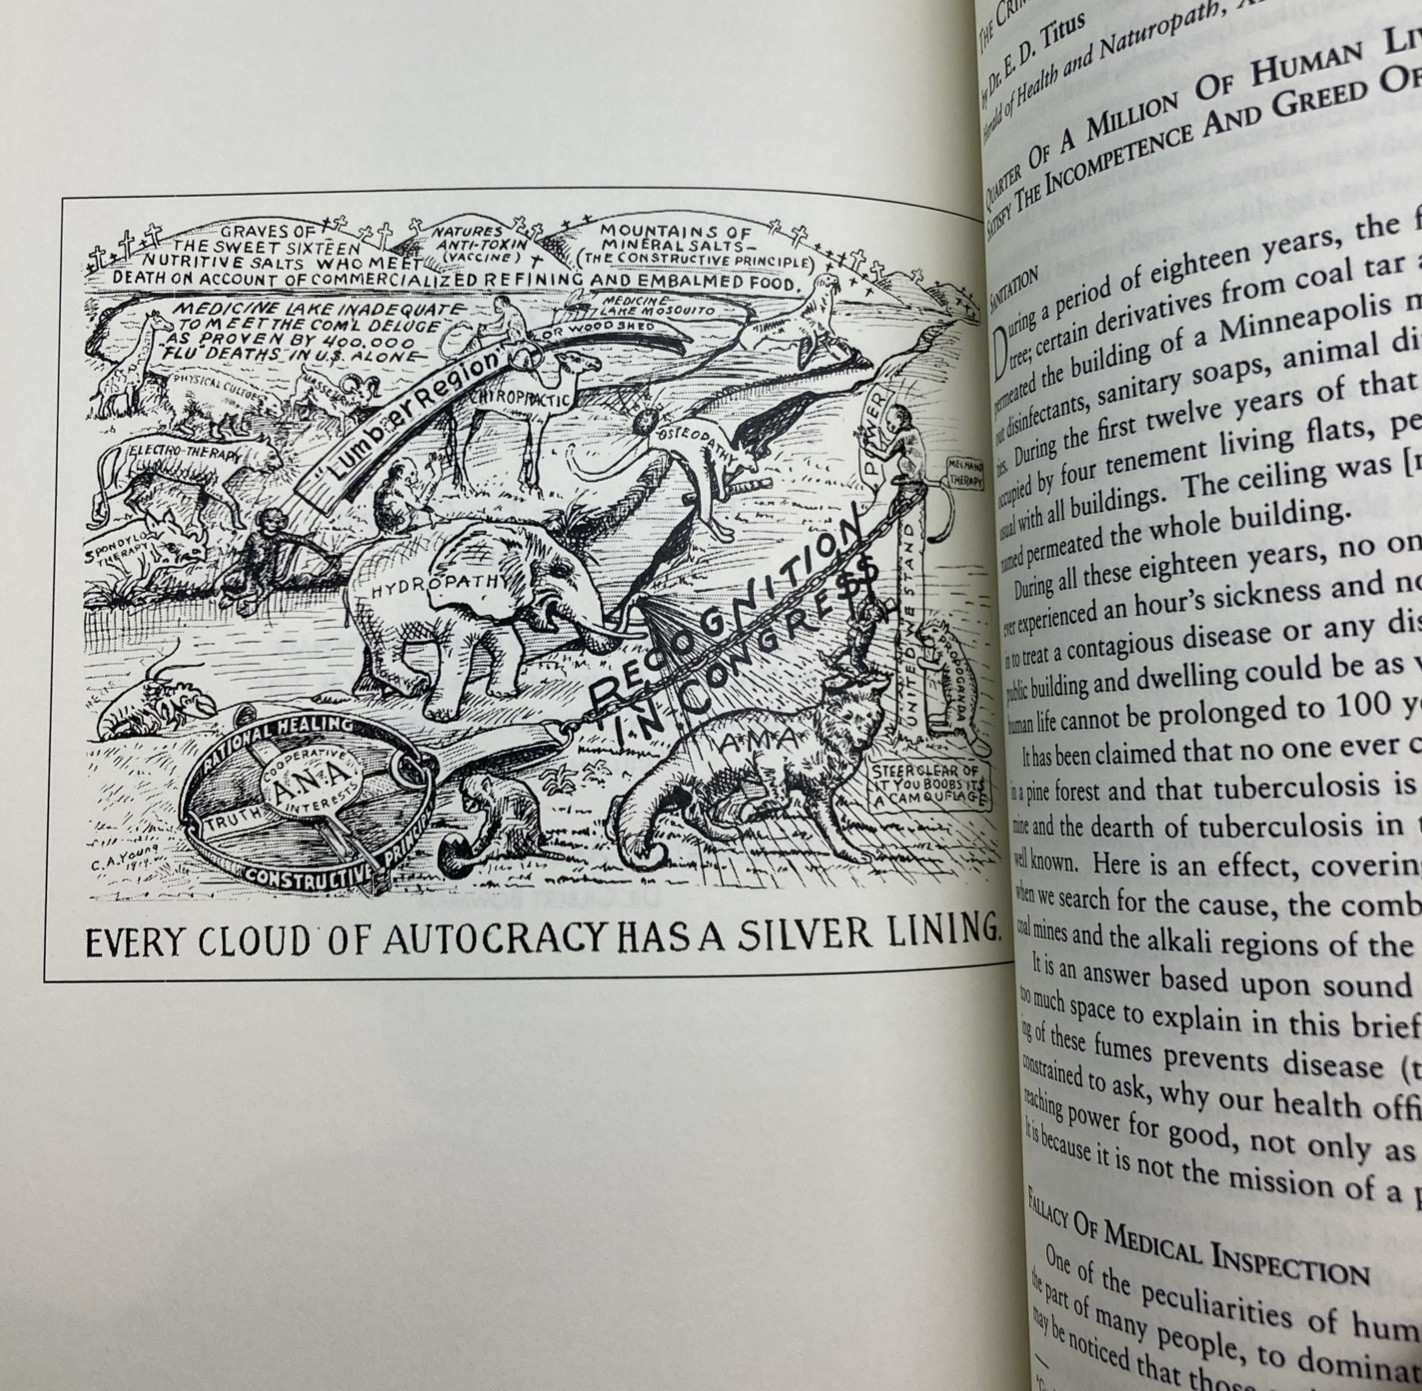 GRAVES OF
THE SWEET SIXTEEN
NUTRITIVE SALTS WHO MEET
DEATH ON ACCOUNT OF COMMERCIALIZED REFINING AND EMBALMED FOOD.
NATURES
ANTI-TOXIN
(VACCINE)
MOUNTAINS OF
MINERAL SALTS-
(THE CONSTRUCTIVE PRINCIPLE)
MEDICINE LAKE INADEQUATE
TO MEET THE COM'L DELUGE
AS PROVEN BY 400,000
"FLU" DEATHS IN U.S. ALONE-
MEDICINE
LAKE MOSQUITO
OR WOOD SHED
"Lumber Region"
PHYSICAL CULTURE
MASSEUR
CHIROPRACTIC
ELECTRO-THERAPY
OSTEOPATHY
POWER
MECHANO
THERAPY
SPONDYLO
THERAPY
HYDROPATHY
RECOGNITION
IN CONGRE$$
UNITED WE STAND
PROPOGANDA
A.M.A.
STEER CLEAR OF
IT YOU BOOBS ITS
A CAMOUFLAGE
RATIONAL HEALING
COOPERATIVE
A.N.A.
INTERESTS
TRUTH
CONSTRUCTIVE PRINCIPLE
C.A. Young
1919.
EVERY CLOUD OF AUTOCRACY HAS A SILVER LINING.
by Dr. E. D. Titus
Herald of Health and Naturopath,
QUARTER OF A MILLION OF HUMAN
SATISFY THE INCOMPETENCE AND GREED OF
SANITATION
During a period of eighteen years, the
tree; certain derivatives from coal tar
permeated the building of a Minneapolis
out disinfectants, sanitary soaps, animal
During the first twelve years of that
occupied by four tenement living flats,
usual with all buildings. The ceiling was
permeated the whole building.
During all these eighteen years, no
ever experienced an hour's sickness and
in to treat a contagious disease or any
public building and dwelling could be as
human life cannot be prolonged to 100
It has been claimed that no one ever
in a pine forest and that tuberculosis is
mine and the dearth of tuberculosis in
well known. Here is an effect,
when we search for the cause, the
coal mines and the alkali regions of the
It is an answer based upon sound
too much space to explain in this brief
ing of these fumes prevents disease
constrained to ask, why our health
reaching power for good, not only as
It is because it is not the mission of a
FALLACY OF MEDICAL INSPECTION
One of the peculiarities of
the part of many people, to
may be noticed that